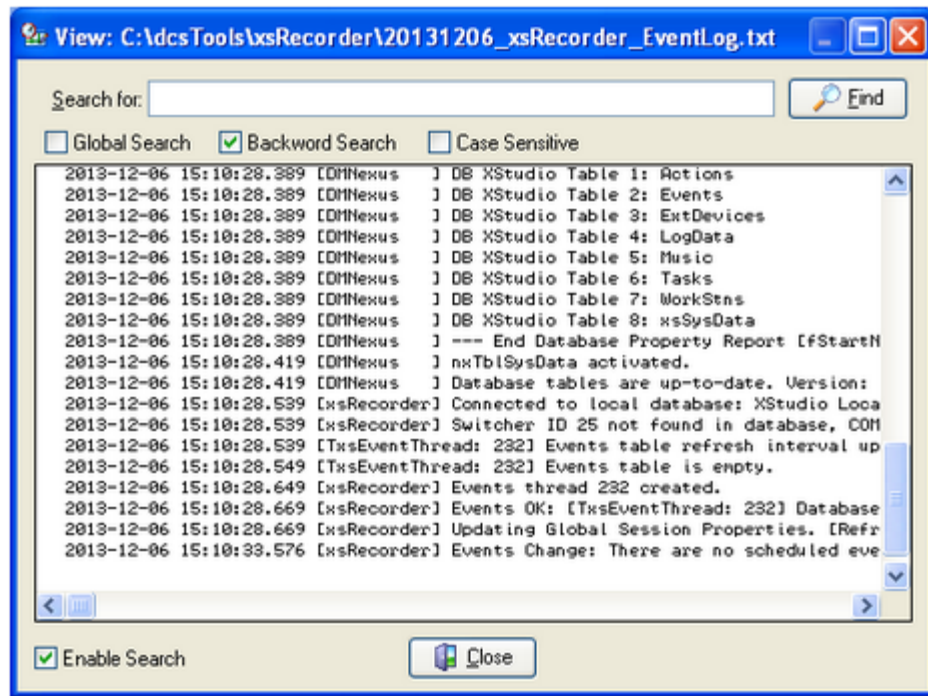 View: C:\dcsTools\xsRecorder\20131206_xsRecorder_EventLog.txt
Search for:
Find
Global Search Backword Search Case Sensitive
2013-12-06 15:10:28.389 [DMNexus ] DB XStudio Table 1: Actions
2013-12-06 15:10:28.389 [DMNexus ] DB XStudio Table 2: Events
2013-12-06 15:10:28.389 [DMNexus ] DB XStudio Table 3: ExtDevices
2013-12-06 15:10:28.389 [DMNexus ] DB XStudio Table 4: LogData
2013-12-06 15:10:28.389 [DMNexus ] DB XStudio Table 5: Music
2013-12-06 15:10:28.389 [DMNexus ] DB XStudio Table 6: Tasks
2013-12-06 15:10:28.389 [DMNexus ] DB XStudio Table 7: WorkStns
2013-12-06 15:10:28.389 [DMNexus ] DB XStudio Table 8: xsSysData
2013-12-06 15:10:28.389 [DMNexus ] --- End Database Property Report [fStartN
2013-12-06 15:10:28.419 [DMNexus ] nxTblSysData activated.
2013-12-06 15:10:28.419 [DMNexus ] Database tables are up-to-date. Version:
2013-12-06 15:10:28.539 [xsRecorder] Connected to local database: XStudio Loca
2013-12-06 15:10:28.539 [xsRecorder] Switcher ID 25 not found in database, COM
2013-12-06 15:10:28.539 [TxsEventThread: 232] Events table refresh interval up
2013-12-06 15:10:28.549 [TxsEventThread: 232] Events table is empty.
2013-12-06 15:10:28.649 [xsRecorder] Events thread 232 created.
2013-12-06 15:10:28.669 [xsRecorder] Events OK: [TxsEventThread: 232] Database
2013-12-06 15:10:28.669 [xsRecorder] Updating Global Session Properties. [Refr
2013-12-06 15:10:33.576 [xsRecorder] Events Change: There are no scheduled eve
Enable Search
Close